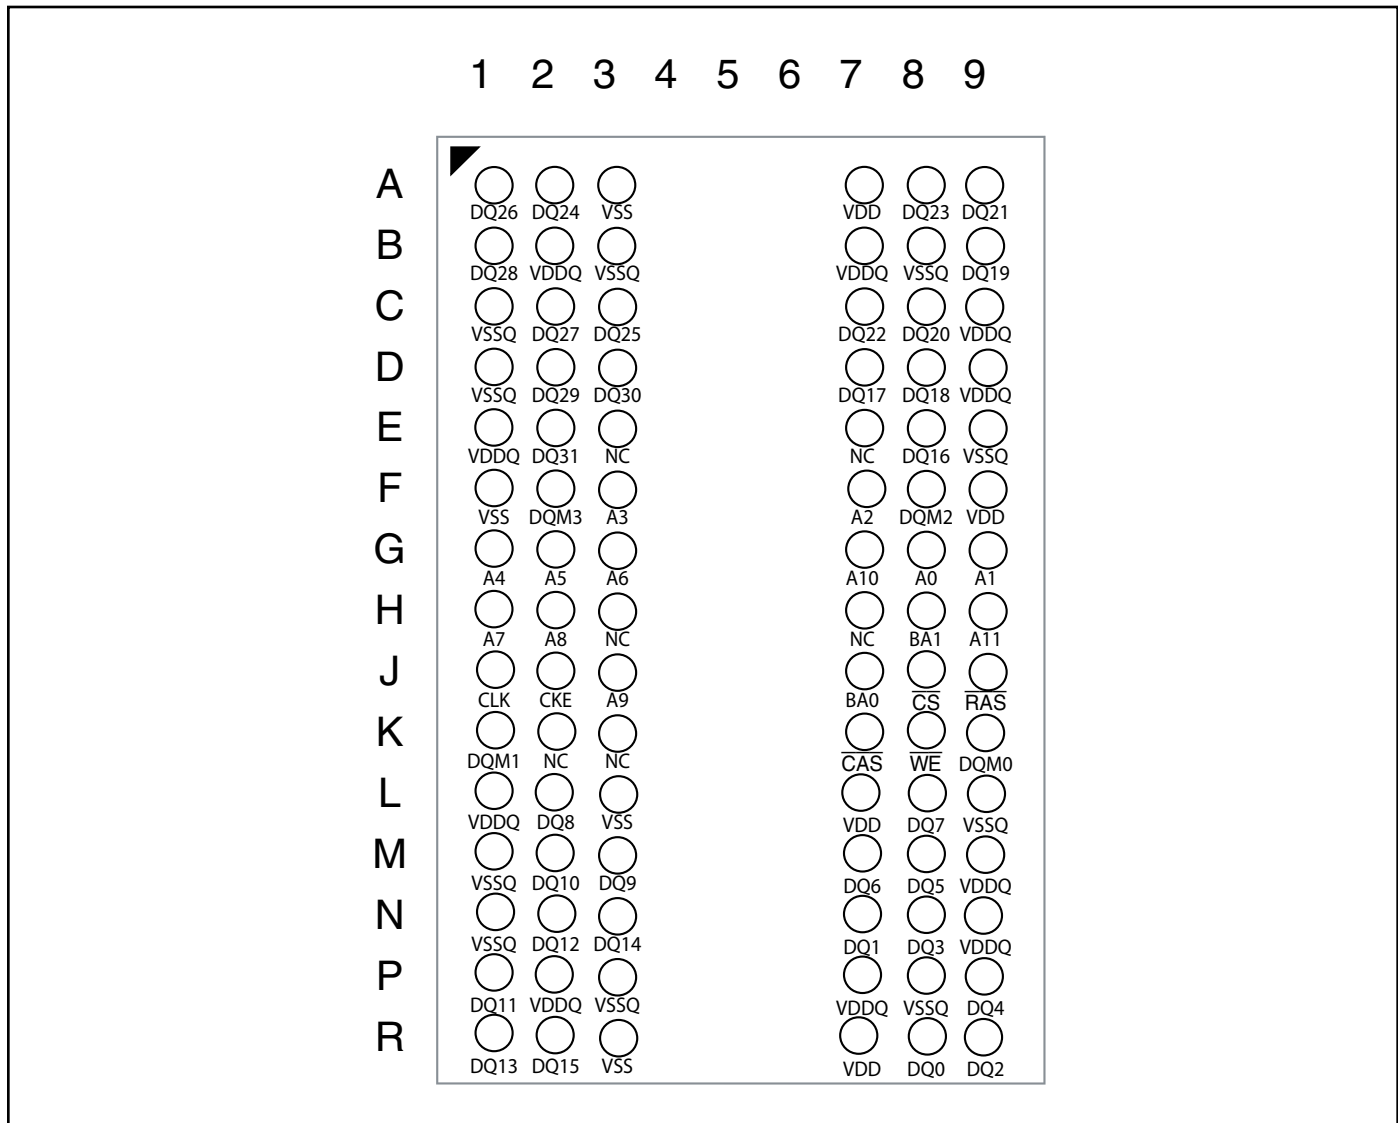 1 2 3 4 5 6 7 8 9
A
DQ26 DQ24 VSS VDD DQ23 DQ21
B
DQ28 VDDQ VSSQ VDDQ VSSQ DQ19
C
VSSQ DQ27 DQ25 DQ22 DQ20 VDDQ
D
VSSQ DQ29 DQ30 DQ17 DQ18 VDDQ
E
VDDQ DQ31 NC NC DQ16 VSSQ
F
VSS DQM3 A3 A2 DQM2 VDD
G
A4 A5 A6 A10 A0 A1
H
A7 A8 NC NC BA1 A11
J
CLK CKE A9 BA0 C̅S̅ R̅A̅S̅
K
DQM1 NC NC C̅A̅S̅ W̅E̅ DQM0
L
VDDQ DQ8 VSS VDD DQ7 VSSQ
M
VSSQ DQ10 DQ9 DQ6 DQ5 VDDQ
N
VSSQ DQ12 DQ14 DQ1 DQ3 VDDQ
P
DQ11 VDDQ VSSQ VDDQ VSSQ DQ4
R
DQ13 DQ15 VSS VDD DQ0 DQ2